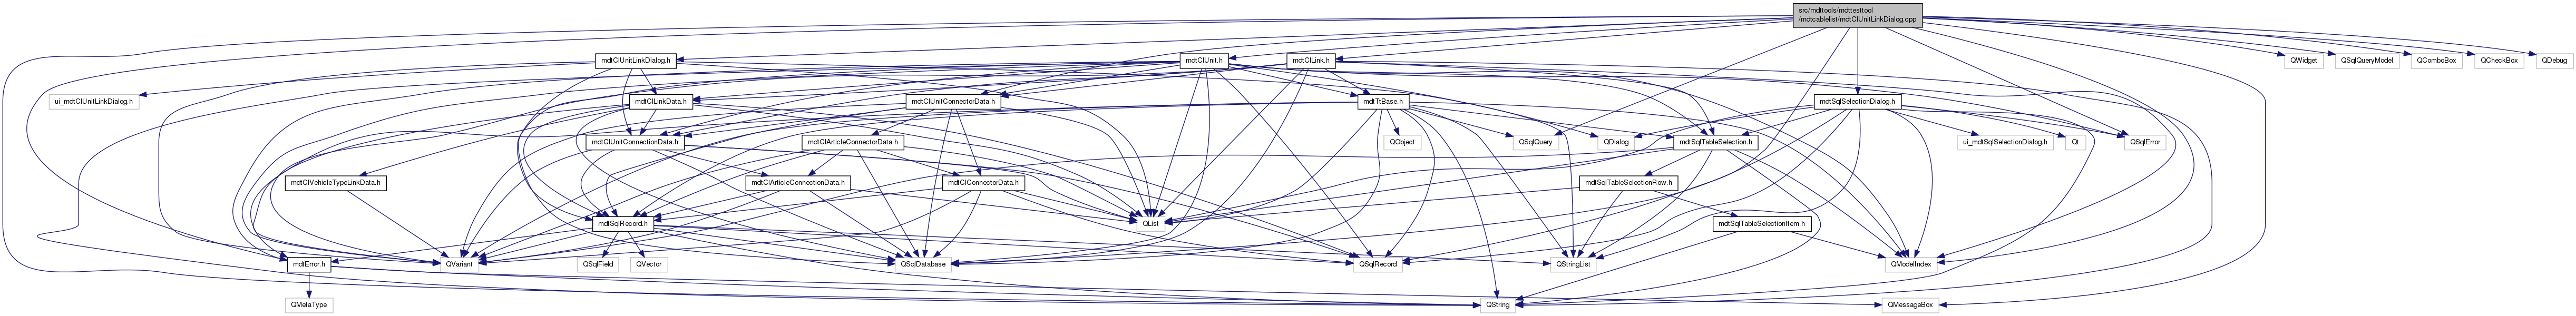 src/mdttools/mdttesttool
/mdtcablelist/mdtClUnitLinkDialog.cpp
mdtClUnitLinkDialog.h
mdtClUnit.h
mdtClLink.h
QWidget
QSqlQueryModel
QComboBox
QCheckBox
QDebug
ui_mdtClUnitLinkDialog.h
mdtClLinkData.h
mdtClUnitConnectorData.h
mdtTtBase.h
mdtSqlSelectionDialog.h
mdtClUnitConnectionData.h
mdtClArticleConnectorData.h
QObject
QSqlQuery
QDialog
mdtSqlTableSelection.h
ui_mdtSqlSelectionDialog.h
Qt
QSqlError
mdtClVehicleTypeLinkData.h
mdtClArticleConnectionData.h
mdtClConnectorData.h
mdtSqlTableSelectionRow.h
mdtSqlRecord.h
QList
mdtSqlTableSelectionItem.h
mdtError.h
QVariant
QSqlField
QVector
QSqlDatabase
QSqlRecord
QStringList
QModelIndex
QMetaType
QString
QMessageBox